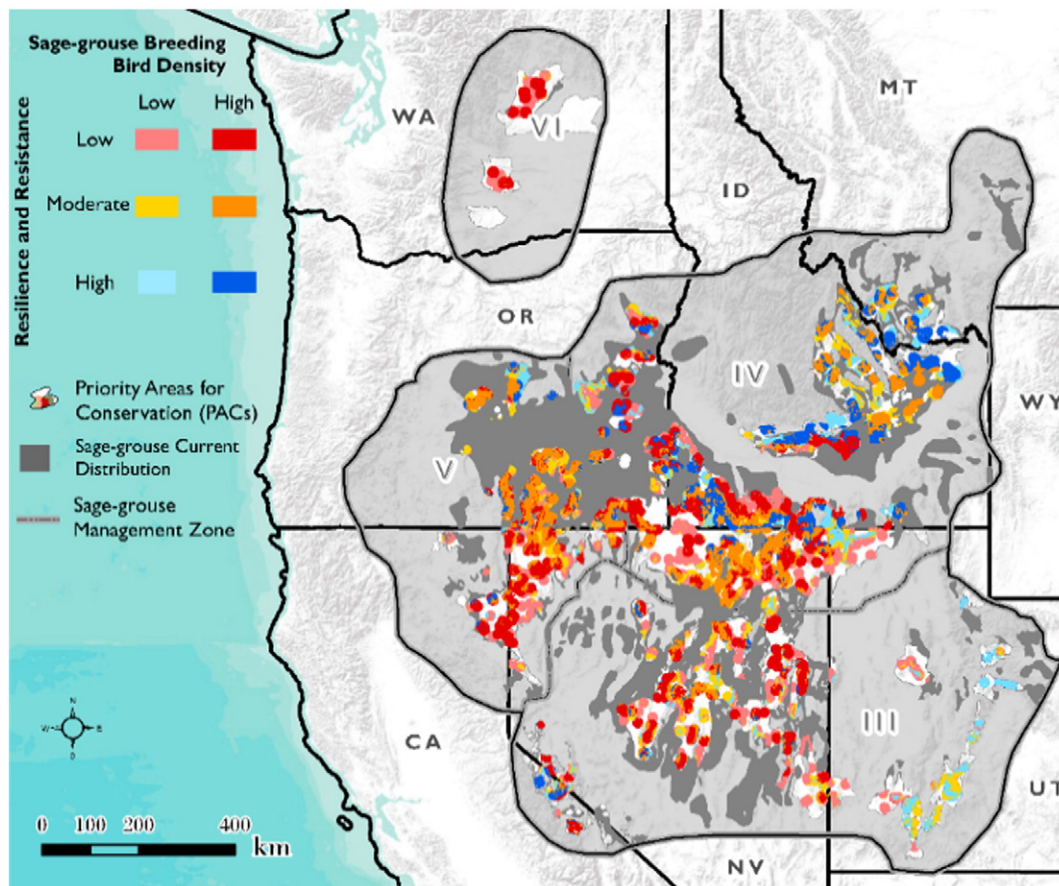 Sage-grouse Breeding
Bird Density
Low High
Resilience and Resistance
Low
Moderate
High
Priority Areas for
Conservation (PACs)
Sage-grouse Current
Distribution
Sage-grouse
Management Zone
WA
VI
MT
ID
OR
IV
WY
V
III
CA
UT
NV
N
W
0 100 200 400
km